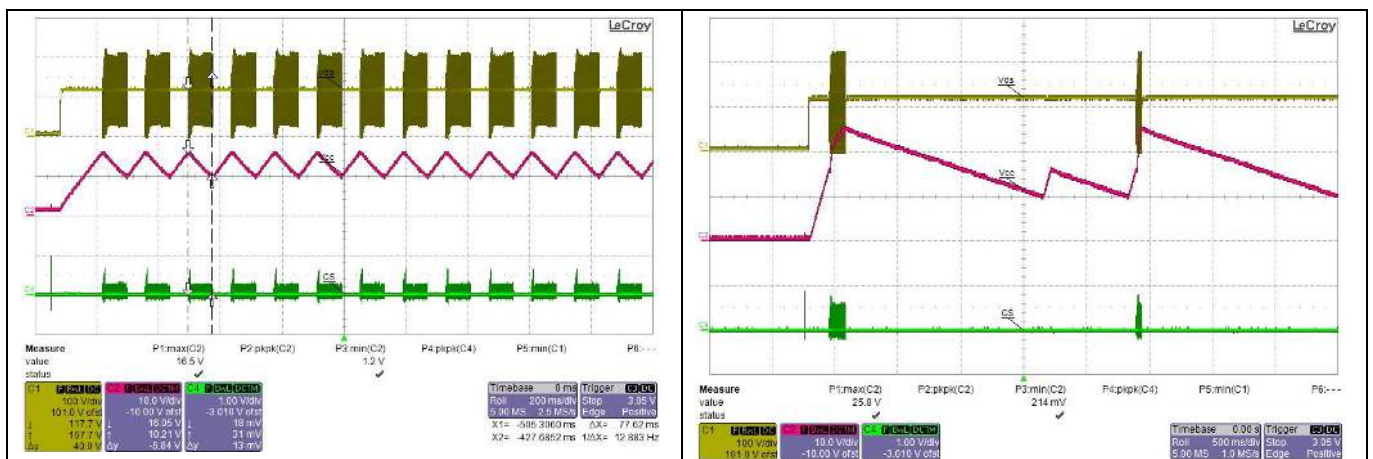 LeCroy
Vds
Vcc
CS
Measure P1:max(C2) P2:pkpk(C2) P3:min(C2) P4:pkpk(C4) P5:min(C1) P6:- - -
value 16.5 V 1.2 V
status
C1 100 V/div 101.0 V ofst 117.7 V 157.7 V Δy 40.0 V
10.0 V/div -10.00 V ofst 16.05 V 10.21 V Δy -5.84 V
C4 1.00 V/div -3.010 V ofst 18 mV 31 mV Δy 13 mV
Timebase 0 ms Roll 200 ms/div 5.00 MS 2.5 MS/s
Trigger Stop 3.05 V Edge Positive
X1= -505.3060 ms ΔX= 77.62 ms
X2= -427.6852 ms 1/ΔX= 12.883 Hz
LeCroy
Vds
Vcc
CS
Measure P1:max(C2) P2:pkpk(C2) P3:min(C2) P4:pkpk(C4) P5:min(C1) P6:- - -
value 25.8 V 214 mV
status
C1 100 V/div 101.0 V ofst
10.0 V/div -10.00 V ofst
1.00 V/div -3.010 V ofst
Timebase 0.00 s Roll 500 ms/div 5.00 MS 1.0 MS/s
Trigger Stop 3.05 V Edge Positive